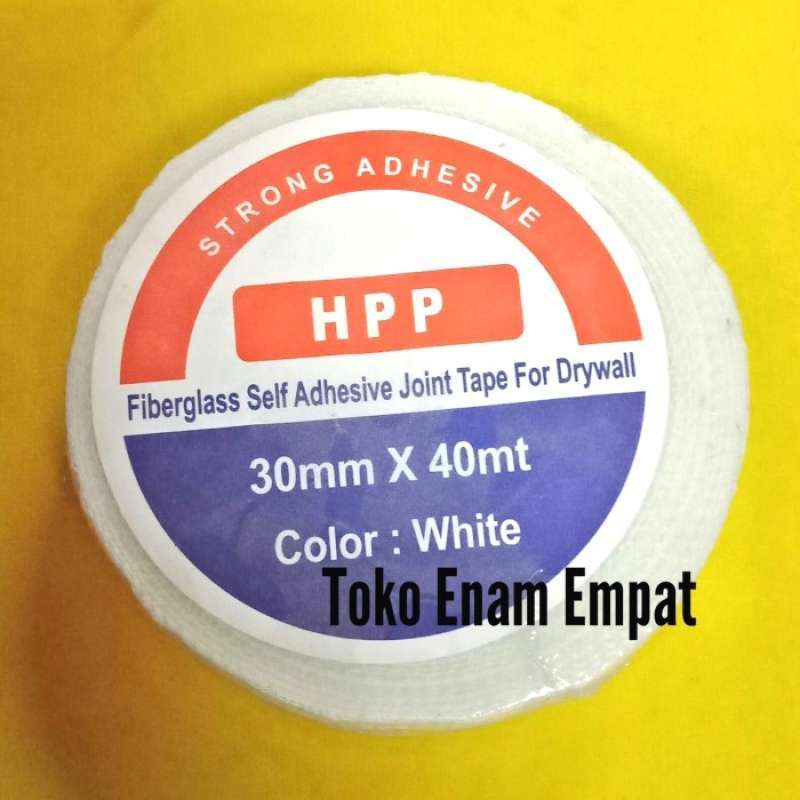 STRONG ADHESIVE
HPP
Fiberglass Self Adhesive Joint Tape For Drywall
30mm X 40mt
Color : White
Toko Enam Empat